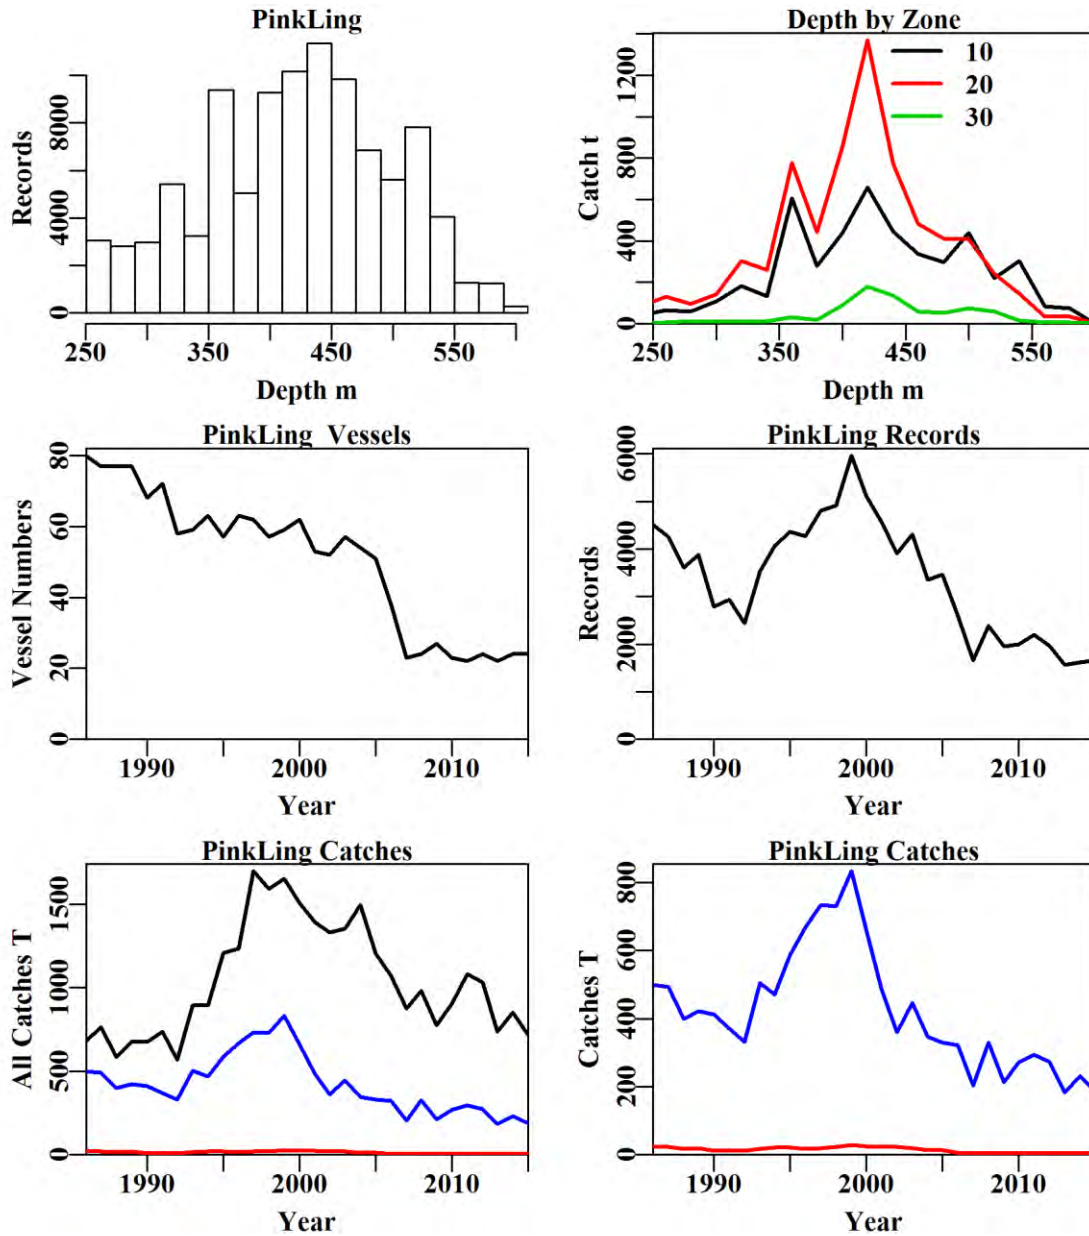 PinkLing
Records
0 4000 8000
250 350 450 550
Depth m
Depth by Zone
10
20
30
Catch t
0 400 800 1200
250 350 450 550
Depth m
PinkLing Vessels
Vessel Numbers
0 20 40 60 80
1990 2000 2010
Year
PinkLing Records
Records
0 2000 4000 6000
1990 2000 2010
Year
PinkLing Catches
All Catches T
0 500 1000 1500
1990 2000 2010
Year
PinkLing Catches
Catches T
0 200 400 600 800
1990 2000 2010
Year